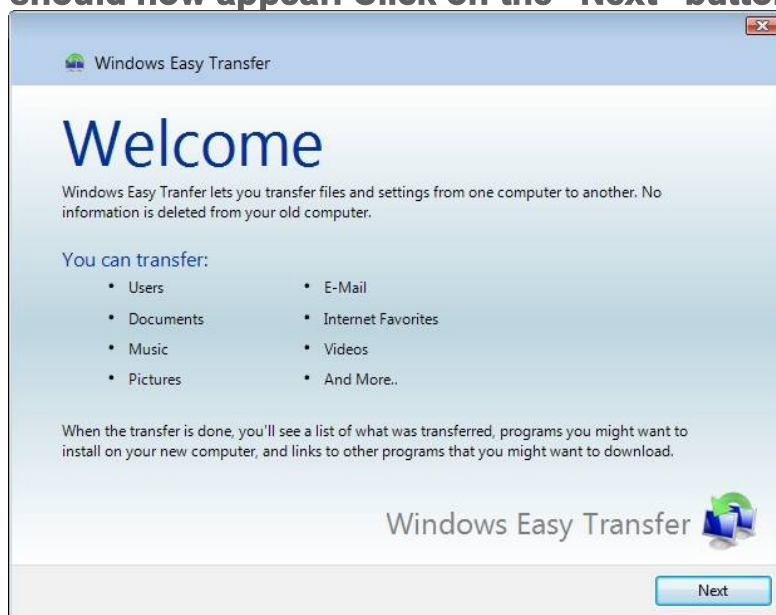 should now appear. Click on the "Next" button
Windows Easy Transfer
Welcome
Windows Easy Tranfer lets you transfer files and settings from one computer to another. No
information is deleted from your old computer.
You can transfer:
• Users
• E-Mail
• Documents
• Internet Favorites
• Music
• Videos
• Pictures
• And More..
When the transfer is done, you'll see a list of what was transferred, programs you might want to
install on your new computer, and links to other programs that you might want to download.
Windows Easy Transfer
Next